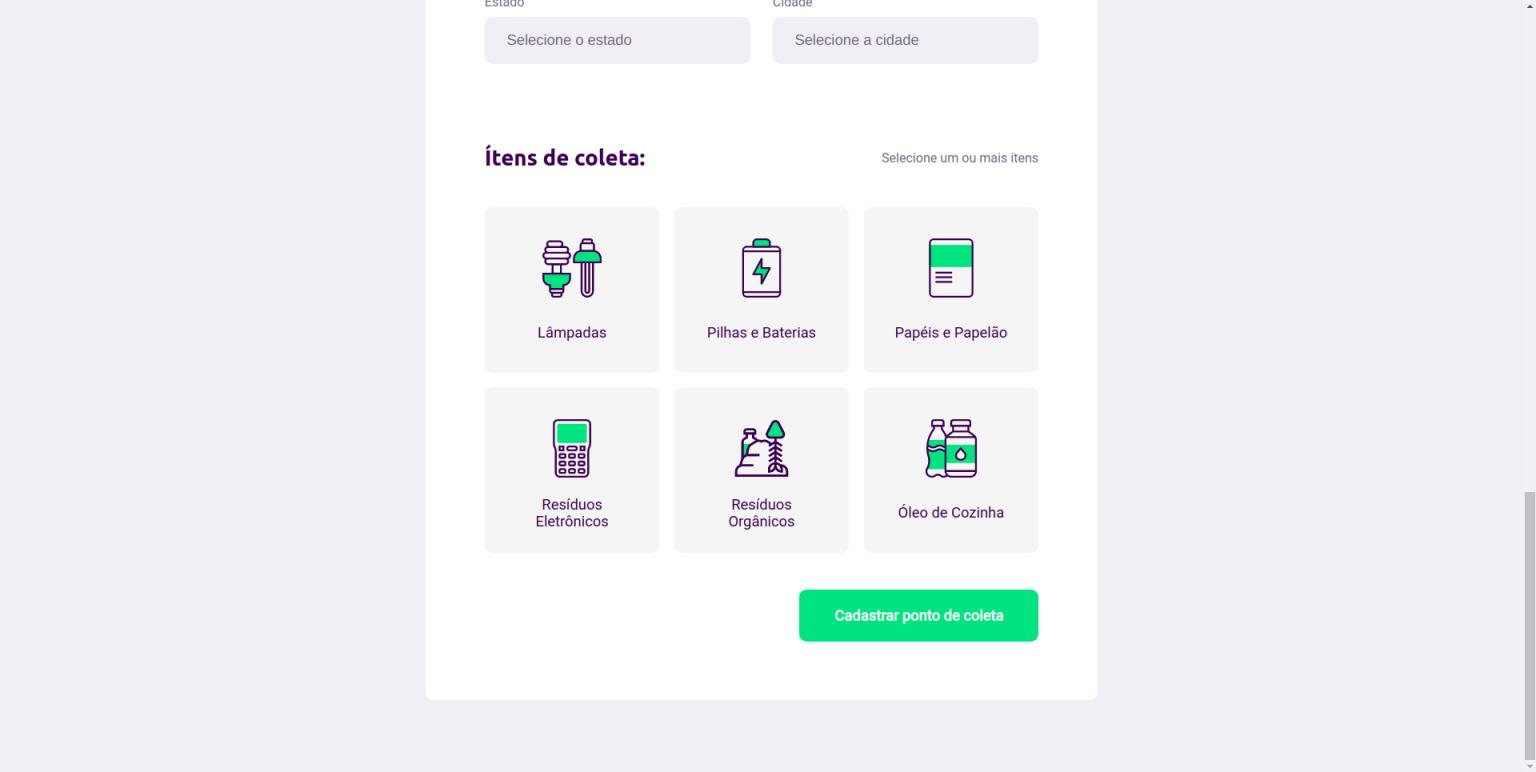 Estado
Cidade
Selecione o estado
Selecione a cidade
Ítens de coleta:
Selecione um ou mais ítens
Lâmpadas
Pilhas e Baterias
Papéis e Papelão
Resíduos
Eletrônicos
Resíduos
Orgânicos
Óleo de Cozinha
Cadastrar ponto de coleta